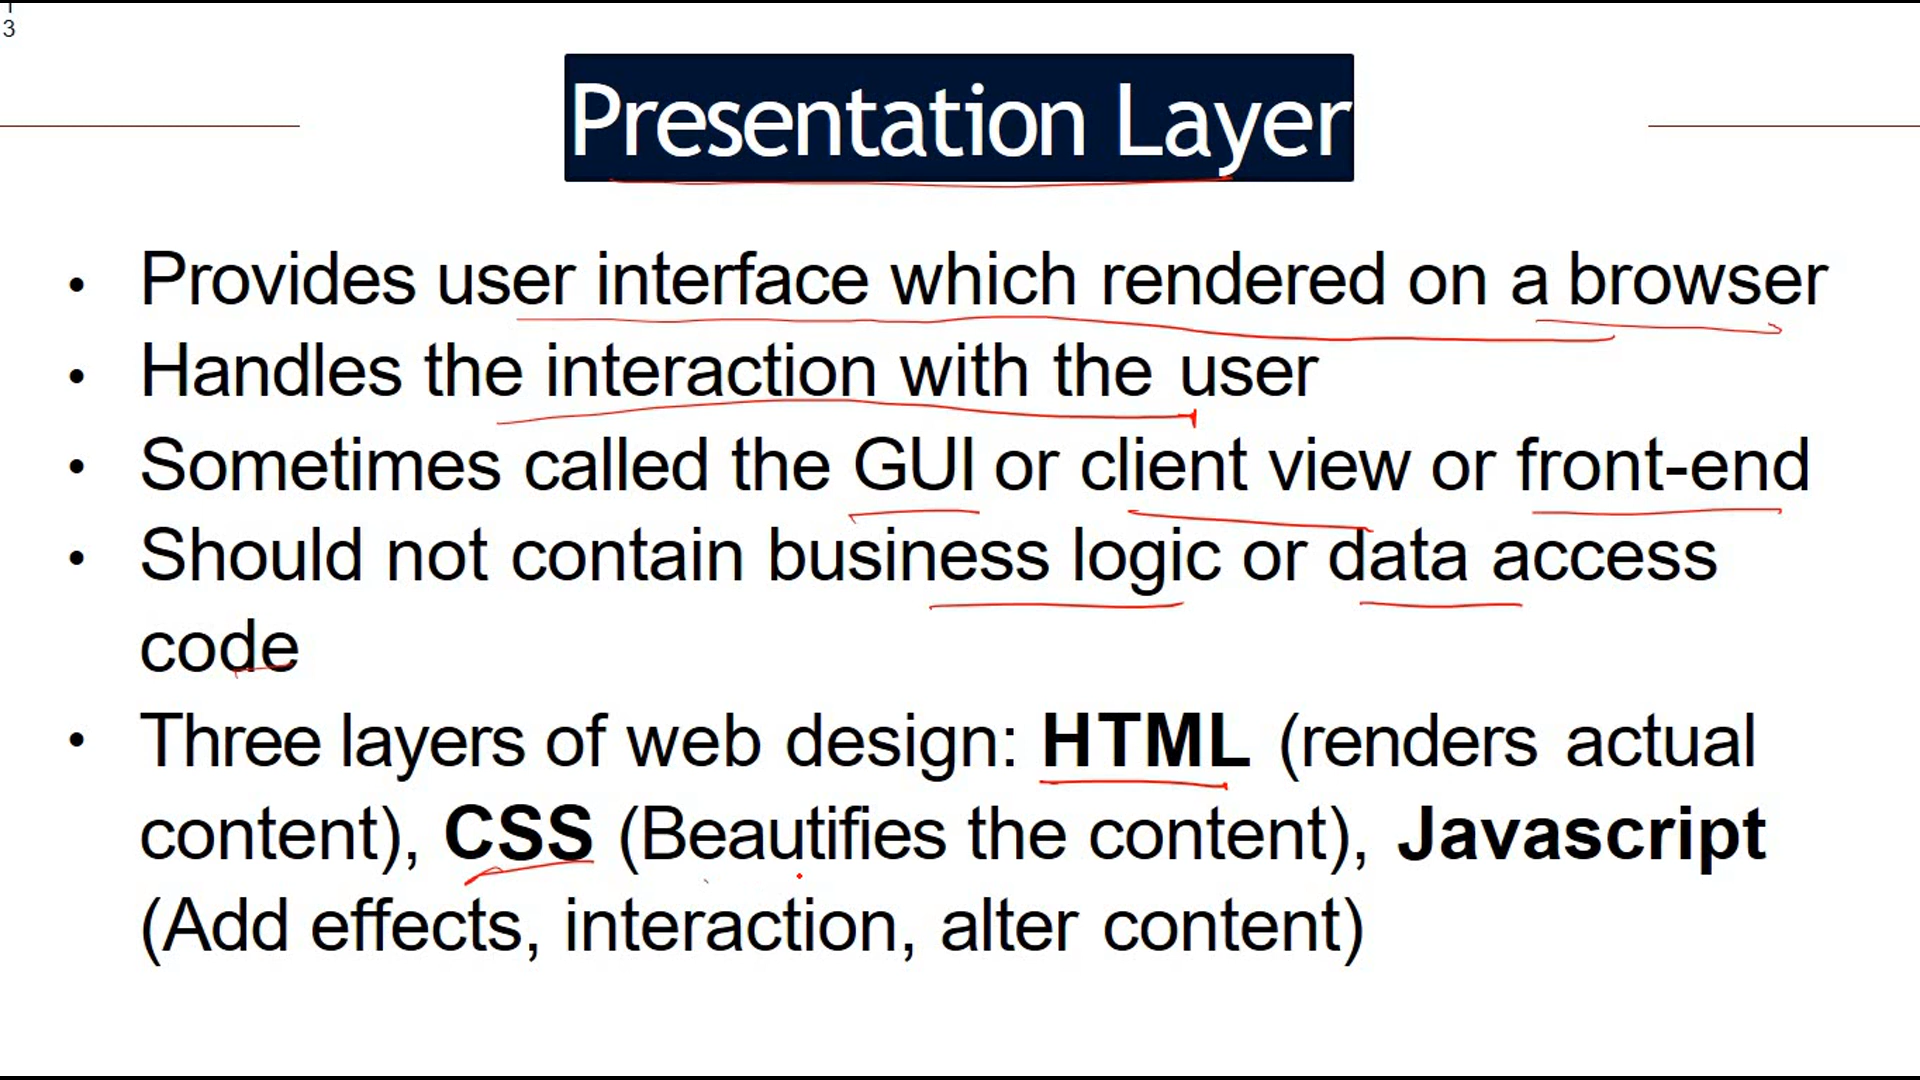 3
Presentation Layer
• Provides user interface which rendered on a browser
• Handles the interaction with the user
• Sometimes called the GUI or client view or front-end
• Should not contain business logic or data access
code
• Three layers of web design: HTML (renders actual
content), CSS (Beautifies the content), Javascript
(Add effects, interaction, alter content)